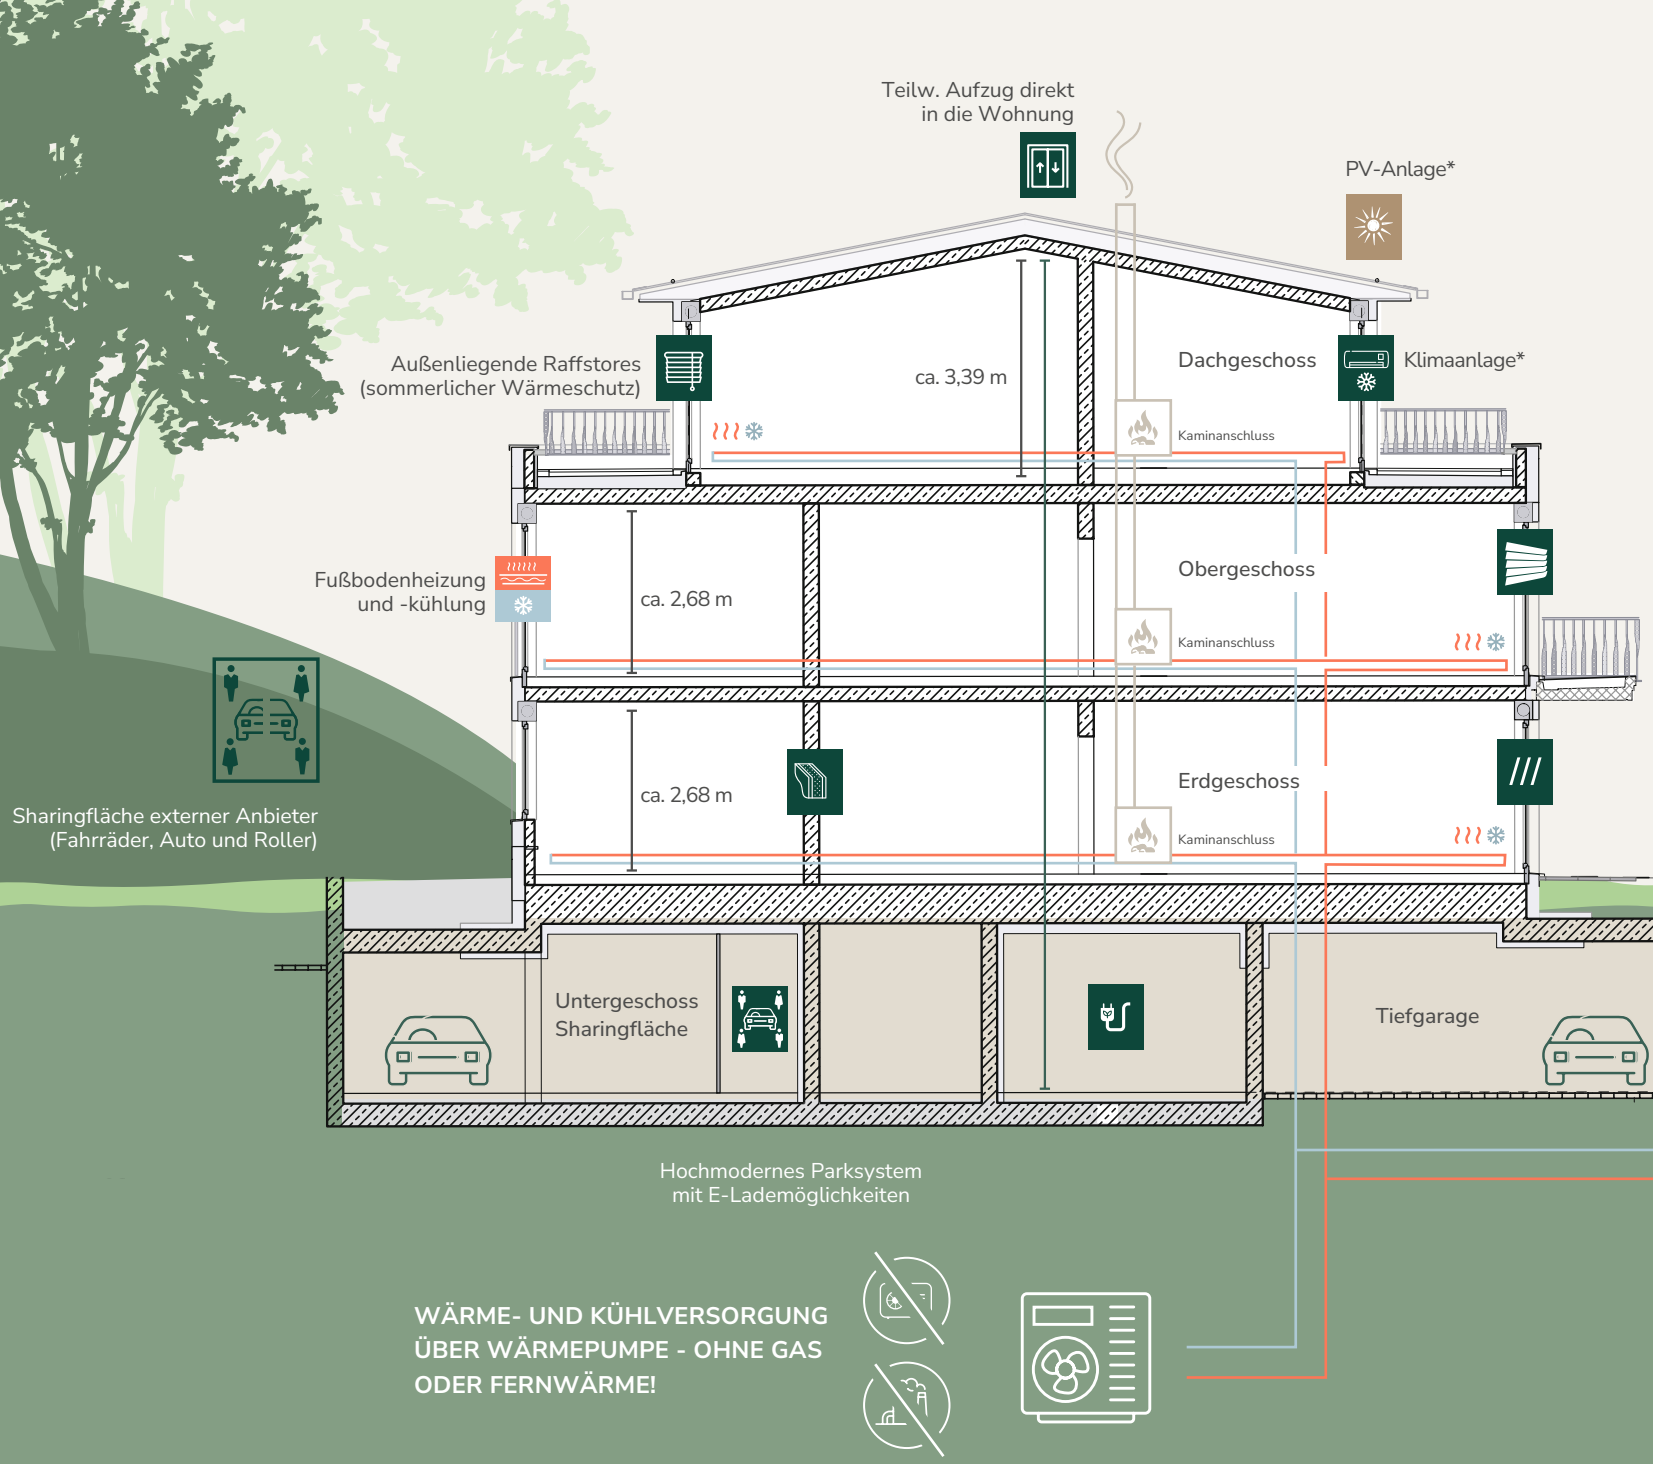 Teilw. Aufzug direkt
in die Wohnung
PV-Anlage*
Außenliegende Raffstores
(sommerlicher Wärmeschutz)
ca. 3,39 m
Dachgeschoss
Klimaanlage*
Kaminanschluss
Fußbodenheizung
und -kühlung
ca. 2,68 m
Obergeschoss
Kaminanschluss
Sharingfläche externer Anbieter
(Fahrräder, Auto und Roller)
ca. 2,68 m
Erdgeschoss
Kaminanschluss
Untergeschoss
Sharingfläche
Tiefgarage
Hochmodernes Parksystem
mit E-Lademöglichkeiten
WÄRME- UND KÜHLVERSORGUNG
ÜBER WÄRMEPUMPE - OHNE GAS
ODER FERNWÄRME!